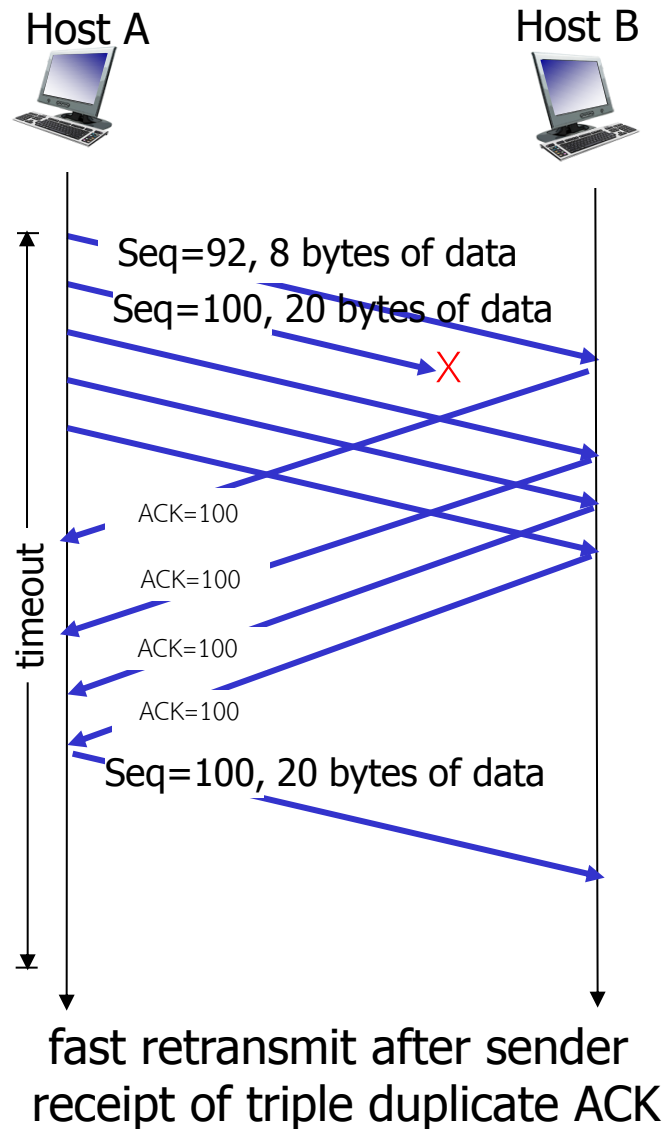 Host A
Host B
Seq=92, 8 bytes of data
Seq=100, 20 bytes of data
X
ACK=100
ACK=100
ACK=100
ACK=100
timeout
Seq=100, 20 bytes of data
fast retransmit after sender
receipt of triple duplicate ACK